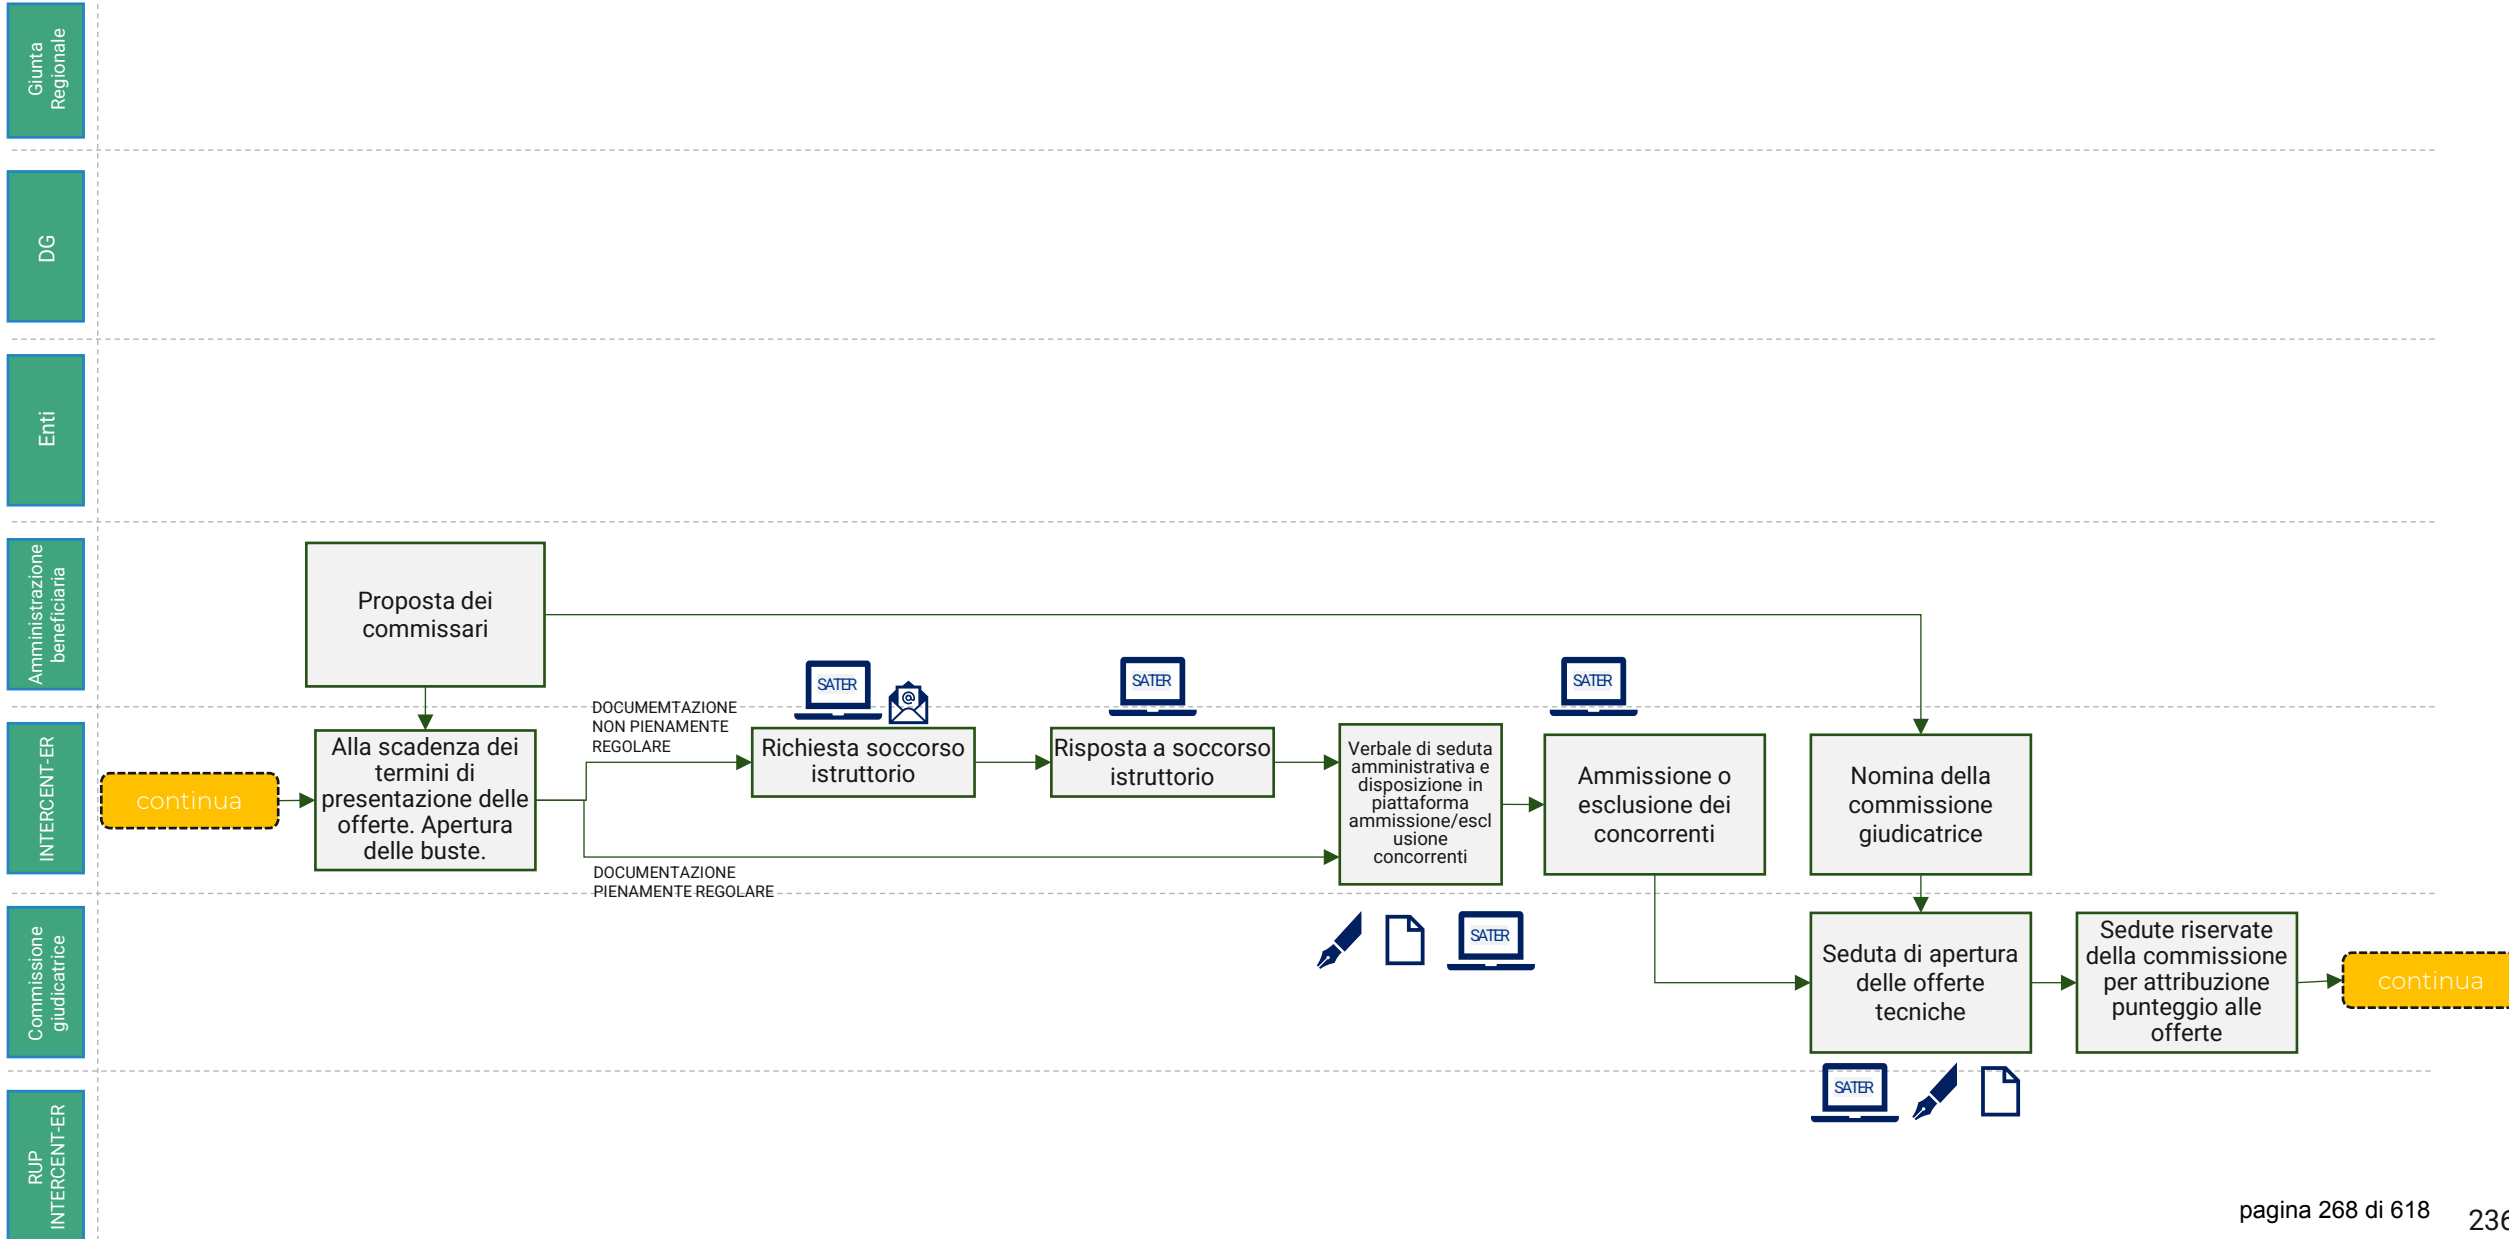 Giunta
Regionale
DG
Enti
Amministrazione
beneficiaria
Proposta dei
commissari
SATER
@
SATER
SATER
INTERCENT-ER
continua
Alla scadenza dei
termini di
presentazione delle
offerte. Apertura
delle buste.
DOCUMEMTAZIONE
NON PIENAMENTE
REGOLARE
DOCUMENTAZIONE
PIENAMENTE REGOLARE
Richiesta soccorso
istruttorio
Risposta a soccorso
istruttorio
Verbale di seduta
amministrativa e
disposizione in
piattaforma
ammissione/escl
usione
concorrenti
Ammissione o
esclusione dei
concorrenti
Nomina della
commissione
giudicatrice
Commissione
giudicatrice
SATER
Seduta di apertura
delle offerte
tecniche
Sedute riservate
della commissione
per attribuzione
punteggio alle
offerte
continua
SATER
RUP
INTERCENT-ER
pagina 268 di 618
236